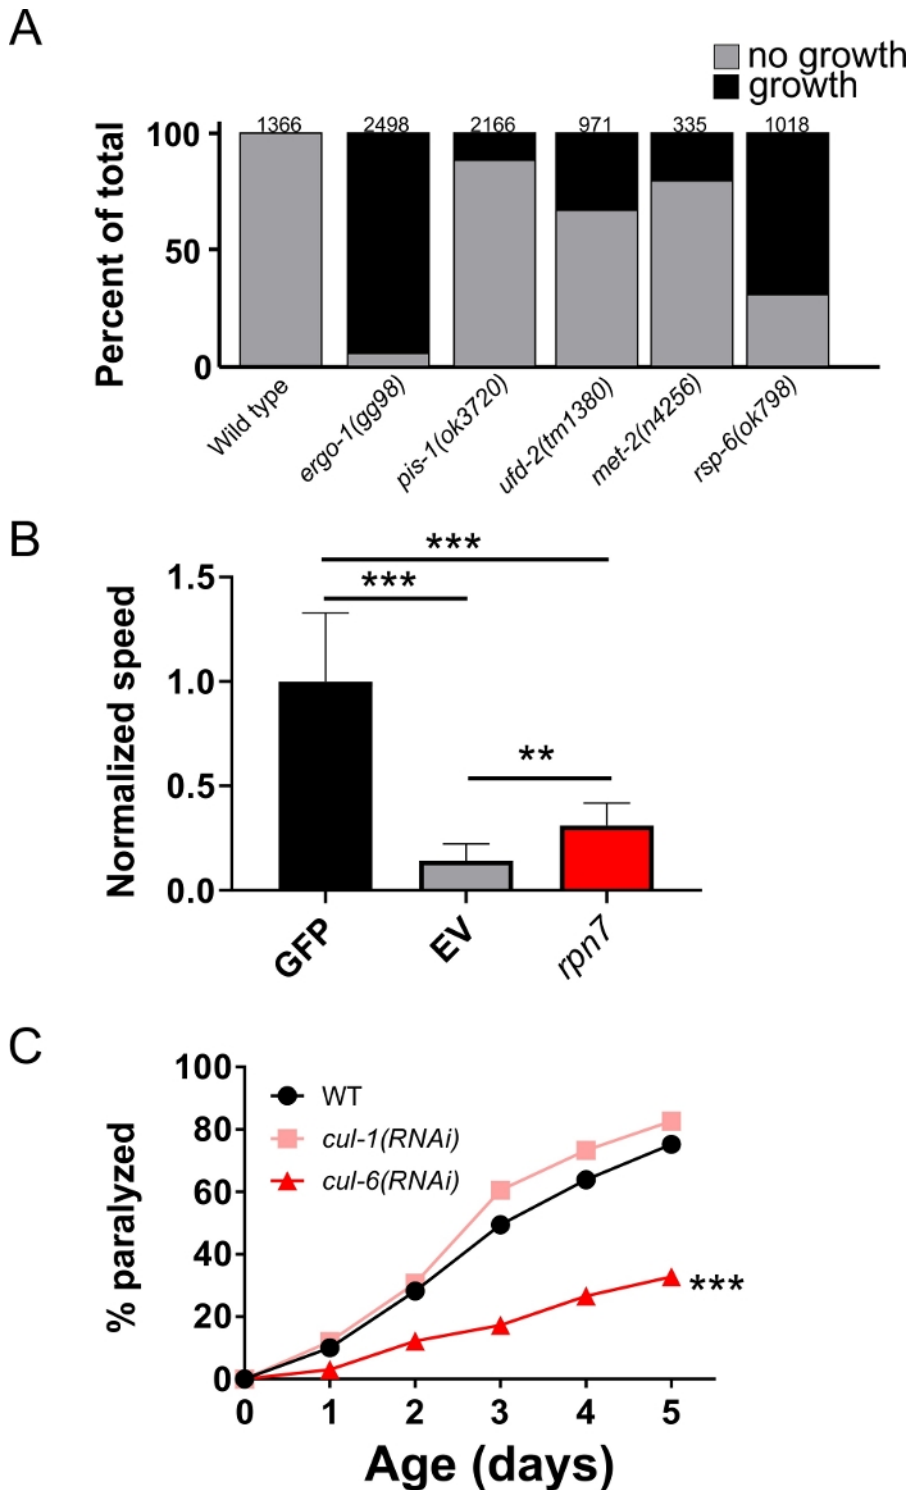 A
no growth
growth
1366 2498 2166 971 335 1018
Percent of total
100
50
0
Wild type
ergo-1(gg98)
pis-1(ok3720)
ufd-2(tm1380)
met-2(n4256)
rsp-6(ok798)
B
***
***
**
Normalized speed
1.5
1.0
0.5
0.0
GFP
EV
rpn7
C
WT
cul-1(RNAi)
cul-6(RNAi)
% paralyzed
100
80
60
40
20
0
***
0 1 2 3 4 5
Age (days)